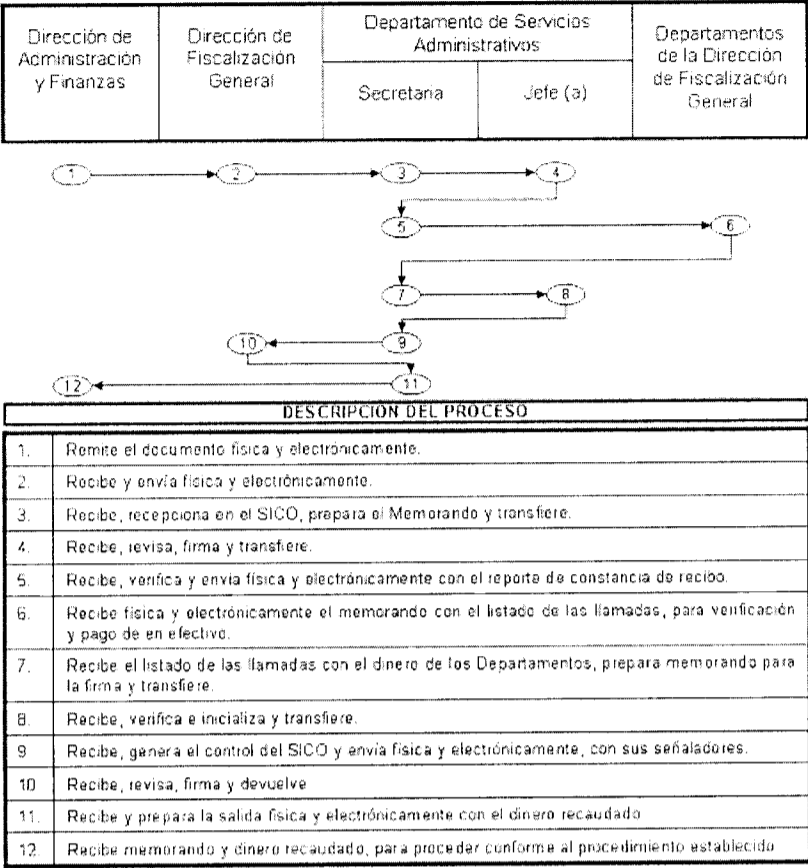 Dirección de
Administración
y Finanzas
Dirección de
Fiscalización
General
Departamento de Servicios
Administrativos
Secretaria
Jefe (a)
Departamentos
de la Dirección
de Fiscalización
General
1
2
3
4
5
6
7
8
10
9
12
11
DESCRIPCIÓN DEL PROCESO
1. Remite el documento física y electrónicamente.
2. Recibe y envía física y electrónicamente.
3. Recibe, recepciona en el SICO, prepara el Memorando y transfiere.
4. Recibe, revisa, firma y transfiere.
5. Recibe, verifica y envía física y electrónicamente con el reporte de constancia de recibo.
6. Recibe física y electrónicamente el memorando con el listado de las llamadas, para verificación
y pago de en efectivo.
7. Recibe el listado de las llamadas con el dinero de los Departamentos, prepara memorando para
la firma y transfiere.
8. Recibe, verifica e inicializa y transfiere.
9 Recibe, genera el control del SICO y envía física y electrónicamente, con sus señaladores.
10 Recibe, revisa, firma y devuelve
11. Recibe y prepara la salida física y electrónicamente con el dinero recaudado
12. Recibe memorando y dinero recaudado, para proceder conforme al procedimiento establecido